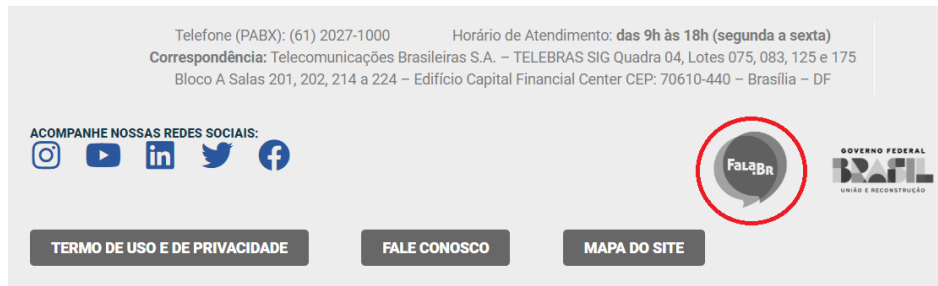 Telefone (PABX): (61) 2027-1000 Horário de Atendimento: das 9h às 18h (segunda a sexta)
Correspondência: Telecomunicações Brasileiras S.A. – TELEBRAS SIG Quadra 04, Lotes 075, 083, 125 e 175
Bloco A Salas 201, 202, 214 a 224 – Edifício Capital Financial Center CEP: 70610-440 – Brasília – DF
ACOMPANHE NOSSAS REDES SOCIAIS:
in
FALA.BR
GOVERNO FEDERAL
BRASIL
UNIÃO E RECONSTRUÇÃO
TERMO DE USO E DE PRIVACIDADE FALE CONOSCO MAPA DO SITE